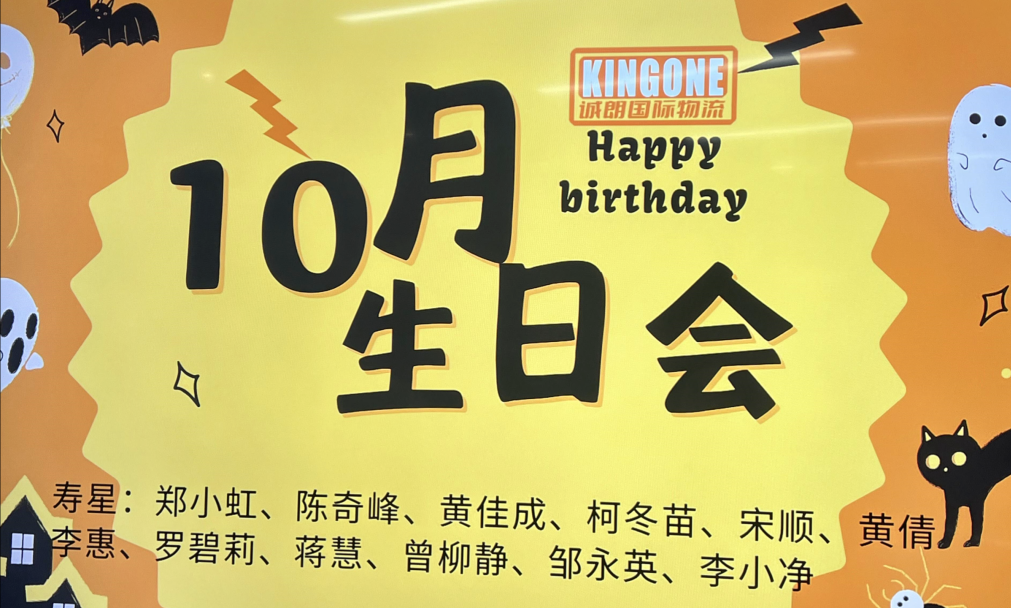 KINGONE
诚朗国际物流
Happy
birthday
10月
生日会
寿星：郑小虹、陈奇峰、黄佳成、柯冬苗、宋顺、黄倩
李惠、罗碧莉、蒋慧、曾柳静、邹永英、李小净